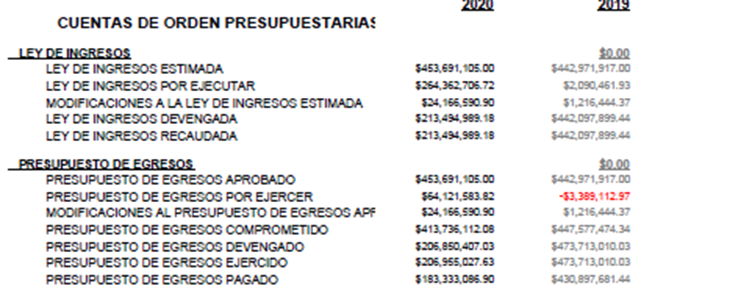 2020 2019
CUENTAS DE ORDEN PRESUPUESTARIAS
LEY DE INGRESOS $0.00
LEY DE INGRESOS ESTIMADA $453,691,105.00 $442,971,917.00
LEY DE INGRESOS POR EJECUTAR $264,362,706.72 $2,090,461.93
MODIFICACIONES A LA LEY DE INGRESOS ESTIMADA $24,166,590.90 $1,216,444.37
LEY DE INGRESOS DEVENGADA $213,494,989.18 $442,097,899.44
LEY DE INGRESOS RECAUDADA $213,494,989.18 $442,097,899.44
PRESUPUESTO DE EGRESOS $0.00
PRESUPUESTO DE EGRESOS APROBADO $453,691,105.00 $442,971,917.00
PRESUPUESTO DE EGRESOS POR EJERCER $64,121,583.82 -$3,389,112.97
MODIFICACIONES AL PRESUPUESTO DE EGRESOS APR $24,166,590.90 $1,216,444.37
PRESUPUESTO DE EGRESOS COMPROMETIDO $413,736,112.08 $447,577,474.34
PRESUPUESTO DE EGRESOS DEVENGADO $206,850,407.03 $473,713,010.03
PRESUPUESTO DE EGRESOS EJERCIDO $206,955,027.63 $473,713,010.03
PRESUPUESTO DE EGRESOS PAGADO $183,333,086.90 $430,897,681.44